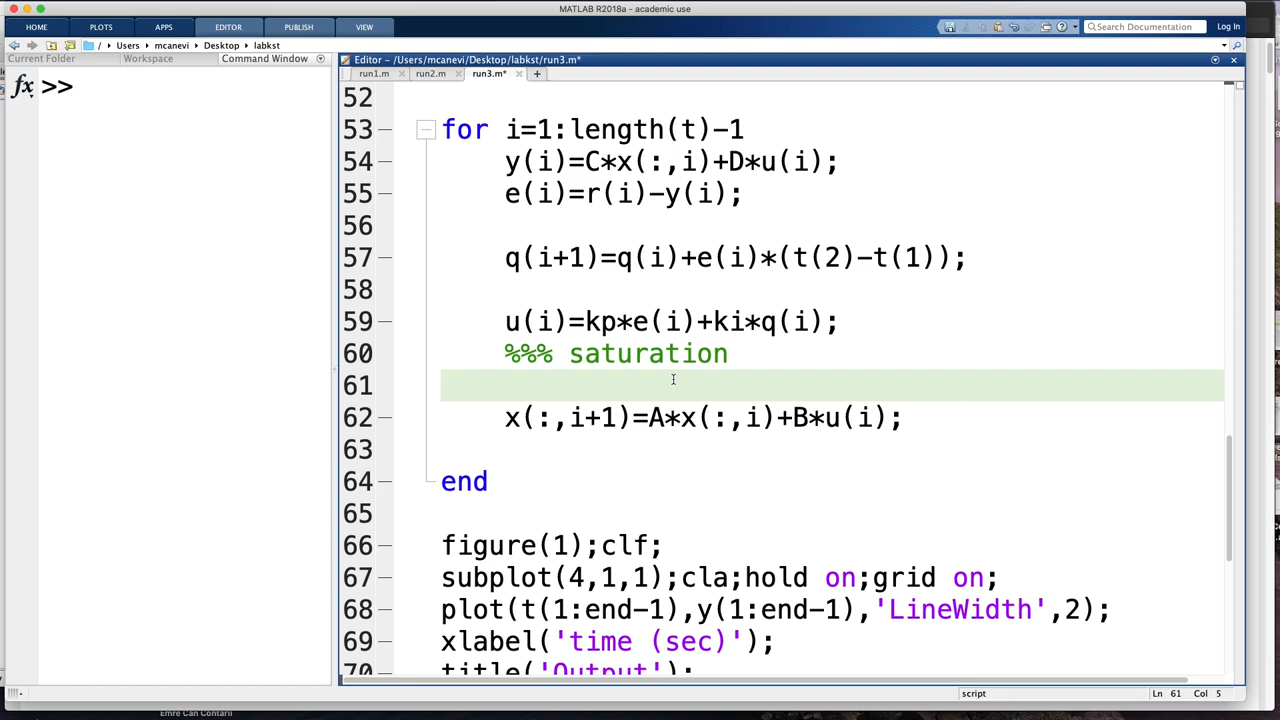 MATLAB R2018a - academic use
HOME PLOTS APPS EDITOR PUBLISH VIEW Search Documentation Log In
/ Users mcanevi Desktop labkst
Current Folder Workspace Command Window
Editor - /Users/mcanevi/Desktop/labkst/run3.m*
run1.m run2.m run3.m*
fx >>
52
53 for i=1:length(t)-1
54 y(i)=C*x(:,i)+D*u(i);
55 e(i)=r(i)-y(i);
56
57 q(i+1)=q(i)+e(i)*(t(2)-t(1));
58
59 u(i)=kp*e(i)+ki*q(i);
60 %%% saturation
61
62 x(:,i+1)=A*x(:,i)+B*u(i);
63
64 end
65
66 figure(1);clf;
67 subplot(4,1,1);cla;hold on;grid on;
68 plot(t(1:end-1),y(1:end-1),'LineWidth',2);
69 xlabel('time (sec)');
70 title('Output');
script Ln 61 Col 5
Emre Can Contarli